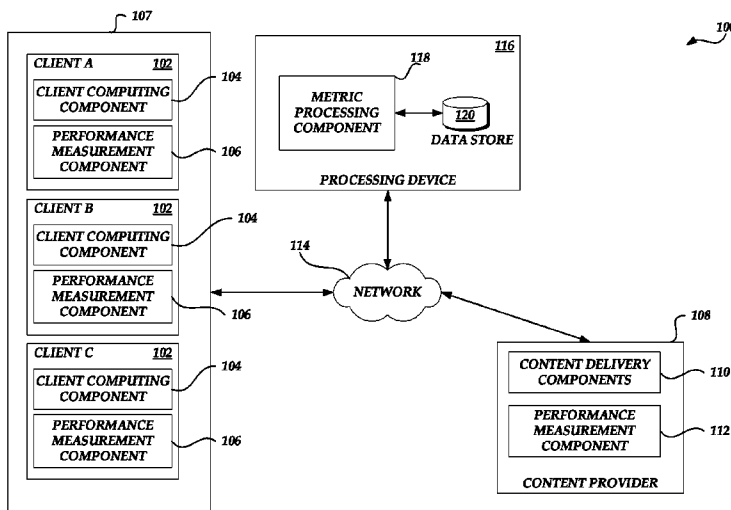 107
CLIENT A 102
CLIENT COMPUTING
COMPONENT
104
PERFORMANCE
MEASUREMENT
COMPONENT
106
CLIENT B 102
CLIENT COMPUTING
COMPONENT
104
PERFORMANCE
MEASUREMENT
COMPONENT
106
CLIENT C 102
CLIENT COMPUTING
COMPONENT
104
PERFORMANCE
MEASUREMENT
COMPONENT
106
116
118
METRIC
PROCESSING
COMPONENT
120
DATA STORE
PROCESSING DEVICE
114
NETWORK
108
CONTENT DELIVERY
COMPONENTS
110
PERFORMANCE
MEASUREMENT
COMPONENT
112
CONTENT PROVIDER